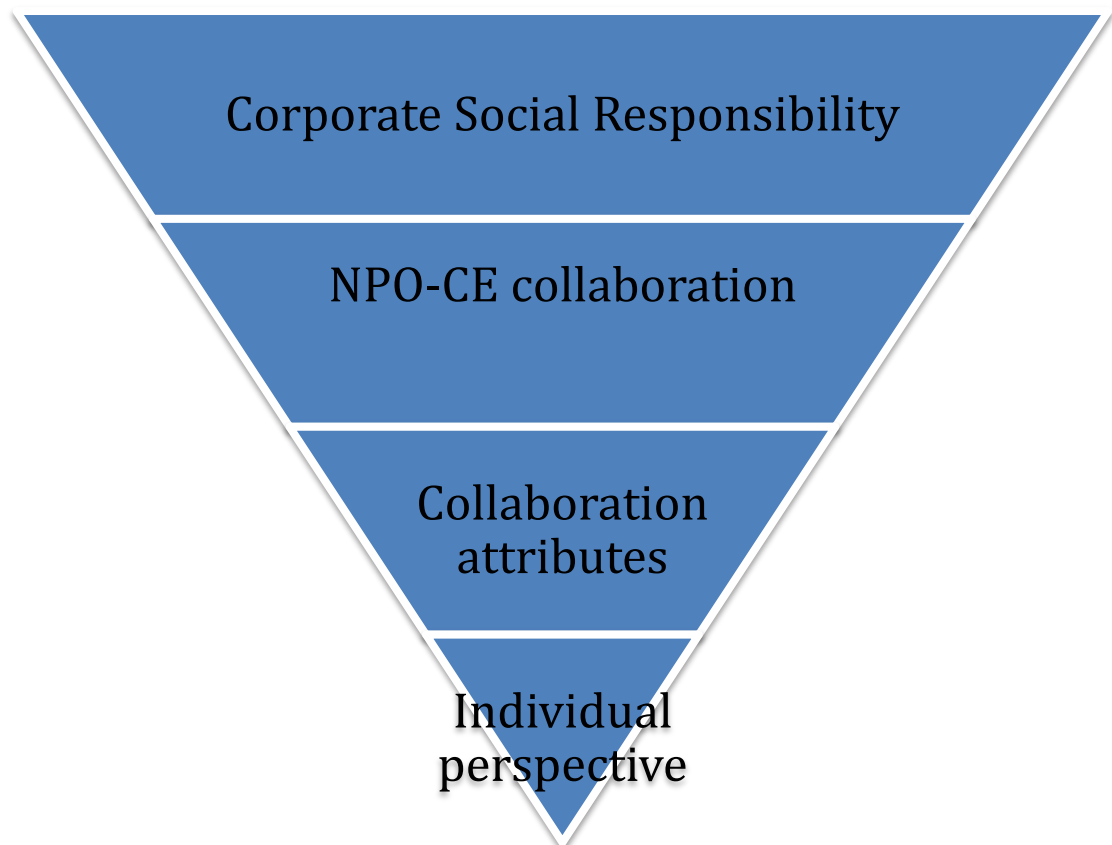 Corporate Social Responsibility
NPO-CE collaboration
Collaboration
attributes
Individual
perspective